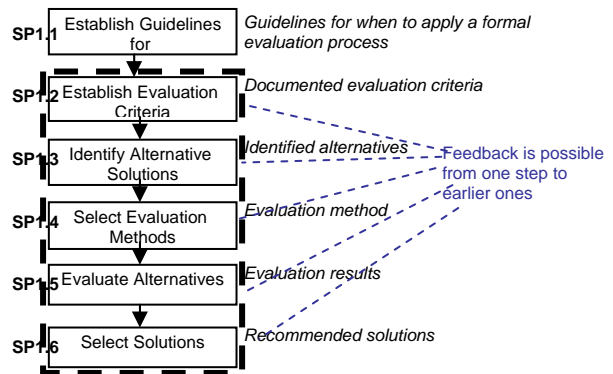 SP1.1
Establish Guidelines
for
Guidelines for when to apply a formal
evaluation process
SP1.2
Establish Evaluation
Criteria
Documented evaluation criteria
SP1.3
Identify Alternative
Solutions
Identified alternatives
Feedback is possible
from one step to
earlier ones
SP1.4
Select Evaluation
Methods
Evaluation method
SP1.5
Evaluate Alternatives
Evaluation results
SP1.6
Select Solutions
Recommended solutions